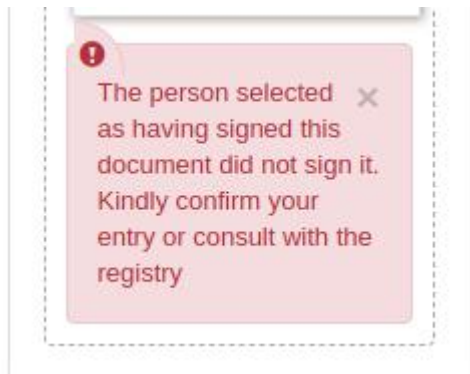 The person selected
as having signed this
document did not sign it.
Kindly confirm your
entry or consult with the
registry